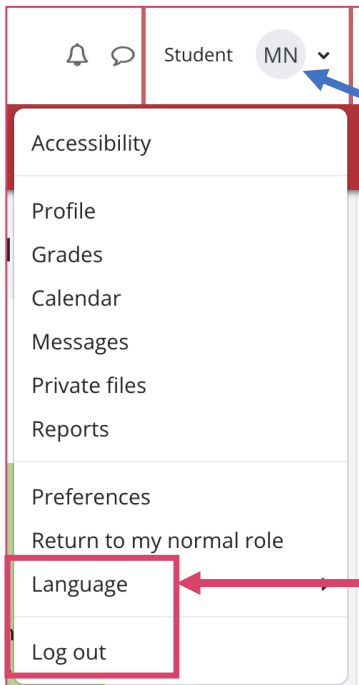 Student MN
Accessibility
Profile
Grades
Calendar
Messages
Private files
Reports
Preferences
Return to my normal role
Language
Log out